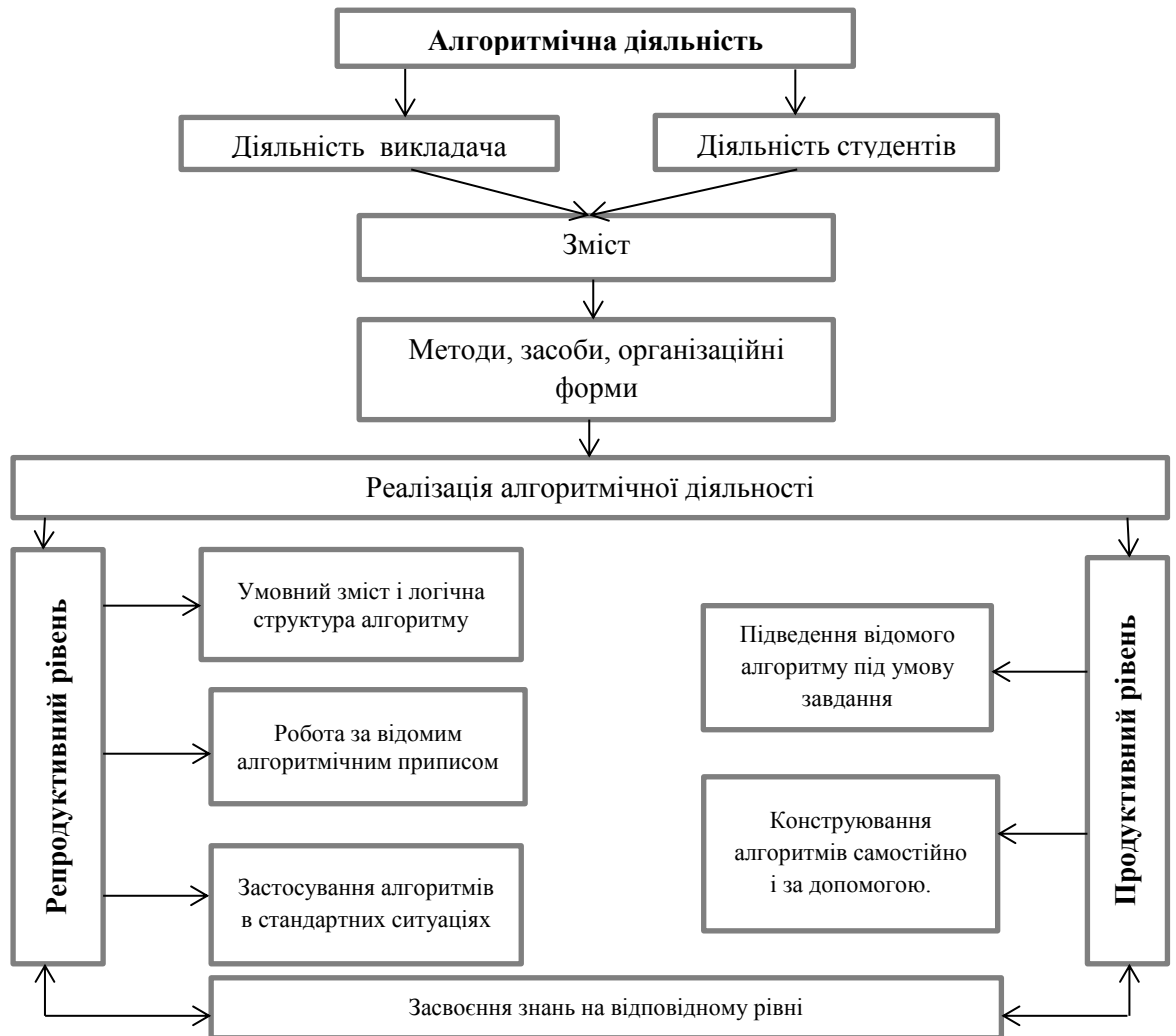 Алгоритмічна діяльність
Діяльність викладача
Діяльність студентів
Зміст
Методи, засоби, організаційні
форми
Реалізація алгоритмічної діяльності
Репродуктивний рівень
Умовний зміст і логічна
структура алгоритму
Робота за відомим
алгоритмічним приписом
Застосування алгоритмів
в стандартних ситуаціях
Підведення відомого
алгоритму під умову
завдання
Конструювання
алгоритмів самостійно
і за допомогою.
Продуктивний рівень
Засвоєння знань на відповідному рівні